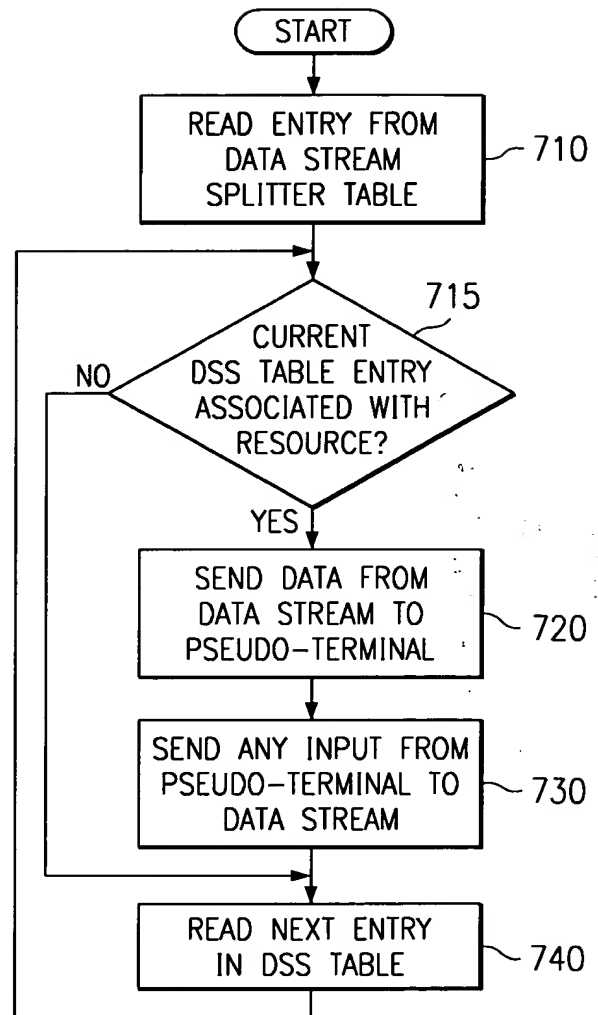 START
READ ENTRY FROM
DATA STREAM
SPLITTER TABLE
710
715
CURRENT
DSS TABLE ENTRY
ASSOCIATED WITH
RESOURCE?
NO
YES
SEND DATA FROM
DATA STREAM TO
PSEUDO-TERMINAL
720
SEND ANY INPUT FROM
PSEUDO-TERMINAL TO
DATA STREAM
730
READ NEXT ENTRY
IN DSS TABLE
740